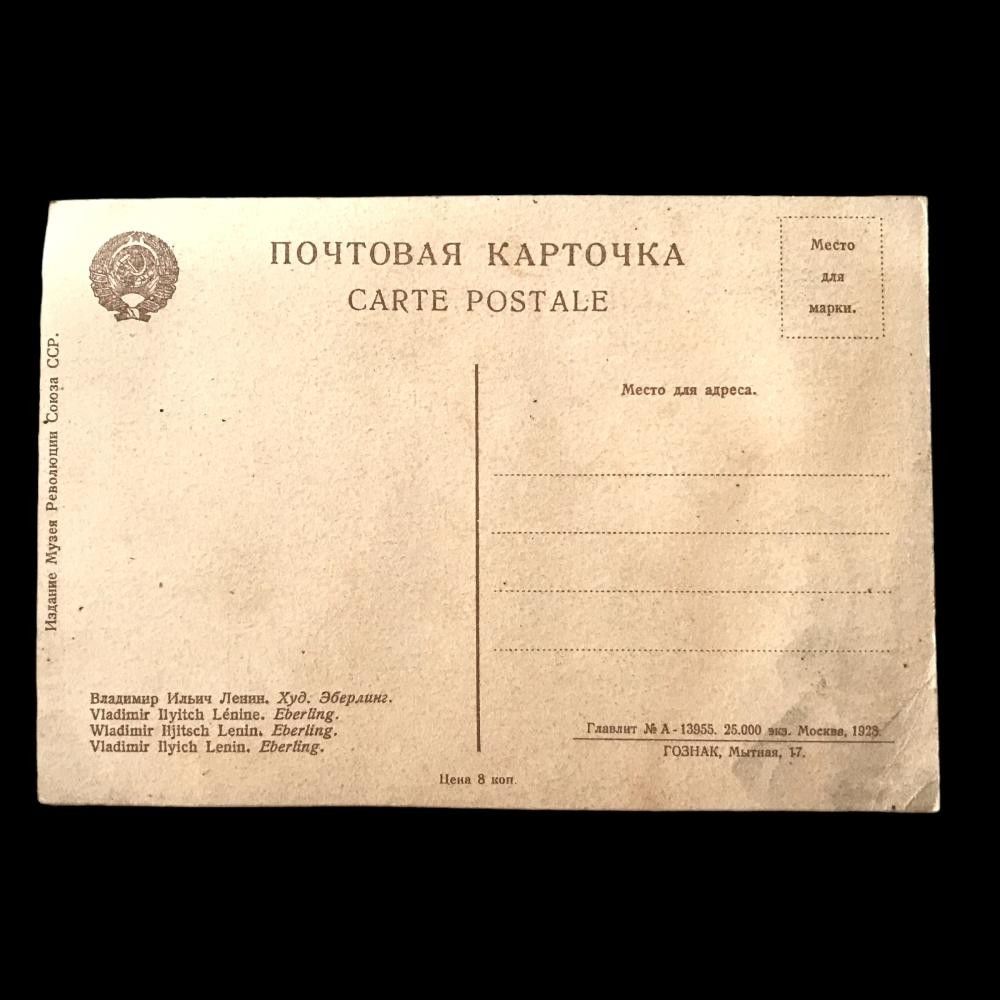 ПОЧТОВАЯ КАРТОЧКА
CARTE POSTALE
Место
для
марки.
Издание Музея Революции Союза ССР.
Место для адреса.
Владимир Ильич Ленин. Худ. Эберлинг.
Vladimir Ilyitch Lénine. Eberling.
Wladimir Iljitsch Lenin. Eberling.
Vladimir Ilyich Lenin. Eberling.
Главлит № А - 13955. 25.000 экз. Москва, 1928.
ГОЗНАК, Мытная, 17.
Цена 8 коп.